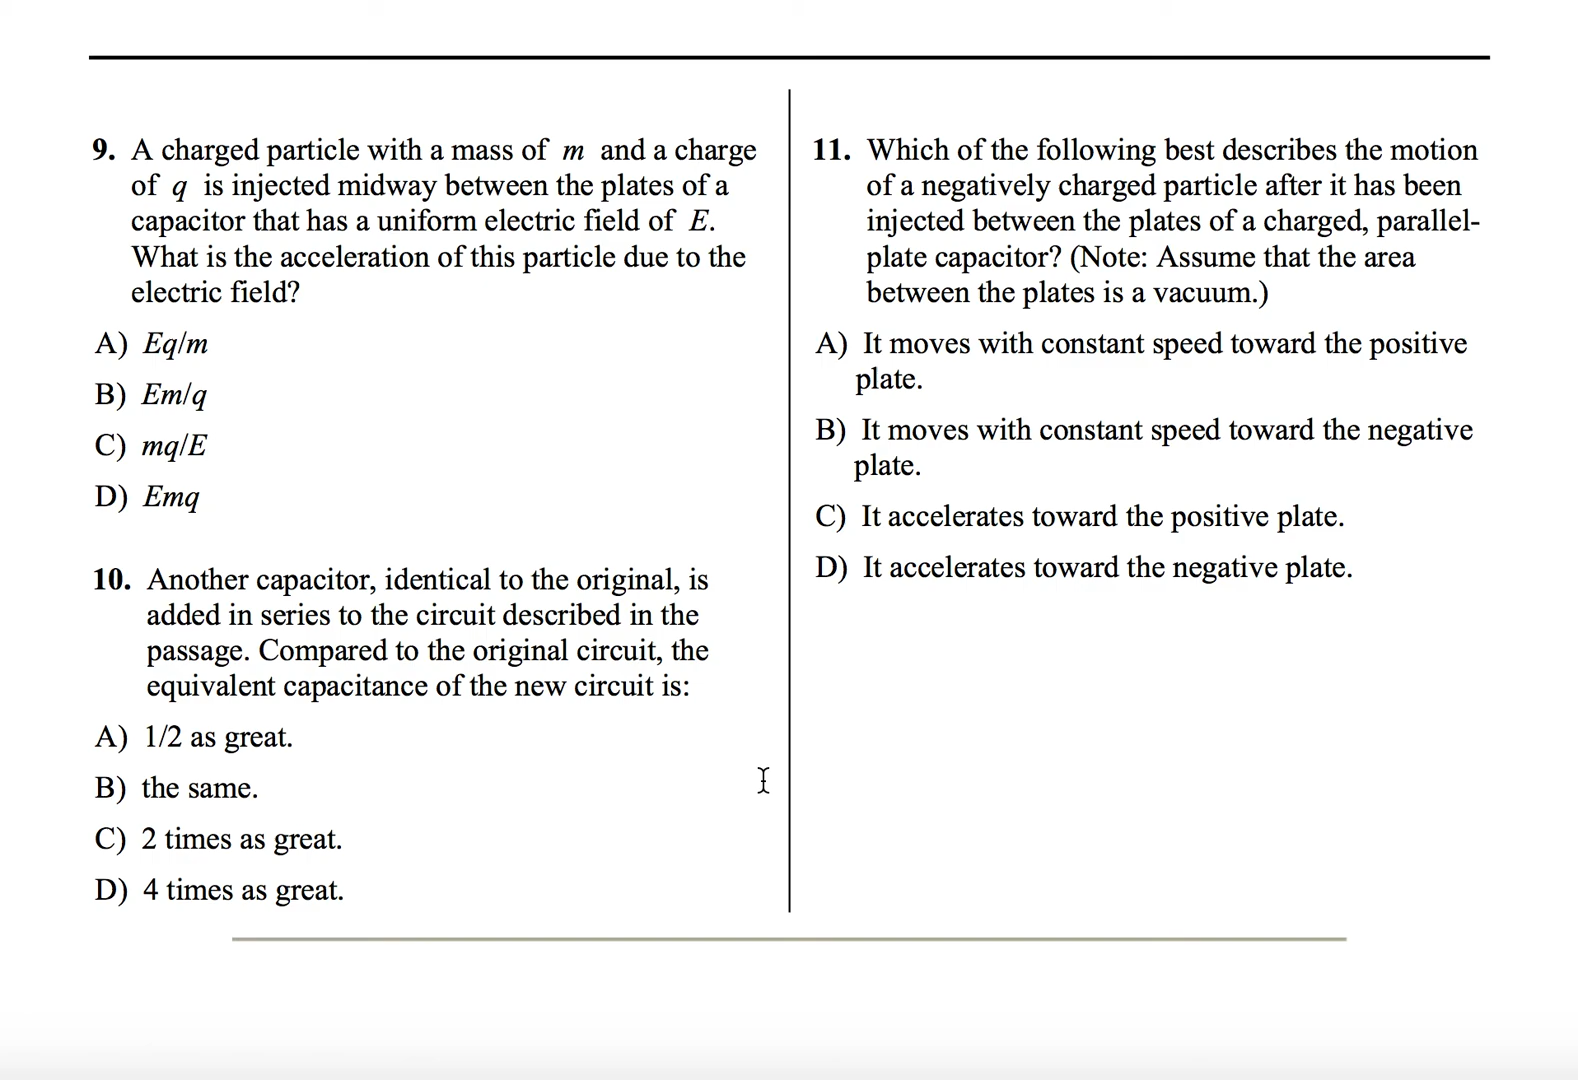 9. A charged particle with a mass of m and a charge
of q is injected midway between the plates of a
capacitor that has a uniform electric field of E.
What is the acceleration of this particle due to the
electric field?
A) Eq/m
B) Em/q
C) mq/E
D) Emq
10. Another capacitor, identical to the original, is
added in series to the circuit described in the
passage. Compared to the original circuit, the
equivalent capacitance of the new circuit is:
A) 1/2 as great.
B) the same.
C) 2 times as great.
D) 4 times as great.
11. Which of the following best describes the motion
of a negatively charged particle after it has been
injected between the plates of a charged, parallel-
plate capacitor? (Note: Assume that the area
between the plates is a vacuum.)
A) It moves with constant speed toward the positive
plate.
B) It moves with constant speed toward the negative
plate.
C) It accelerates toward the positive plate.
D) It accelerates toward the negative plate.